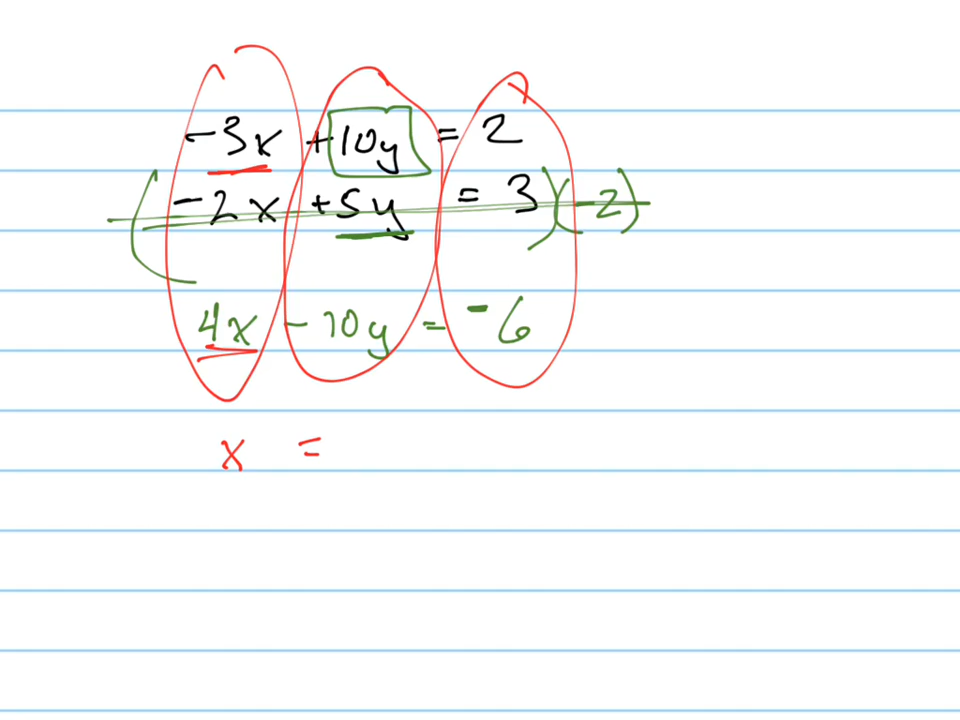 -3x +10y = 2
(-2x +5y = 3)(-2)
4x - 10y = -6
x =